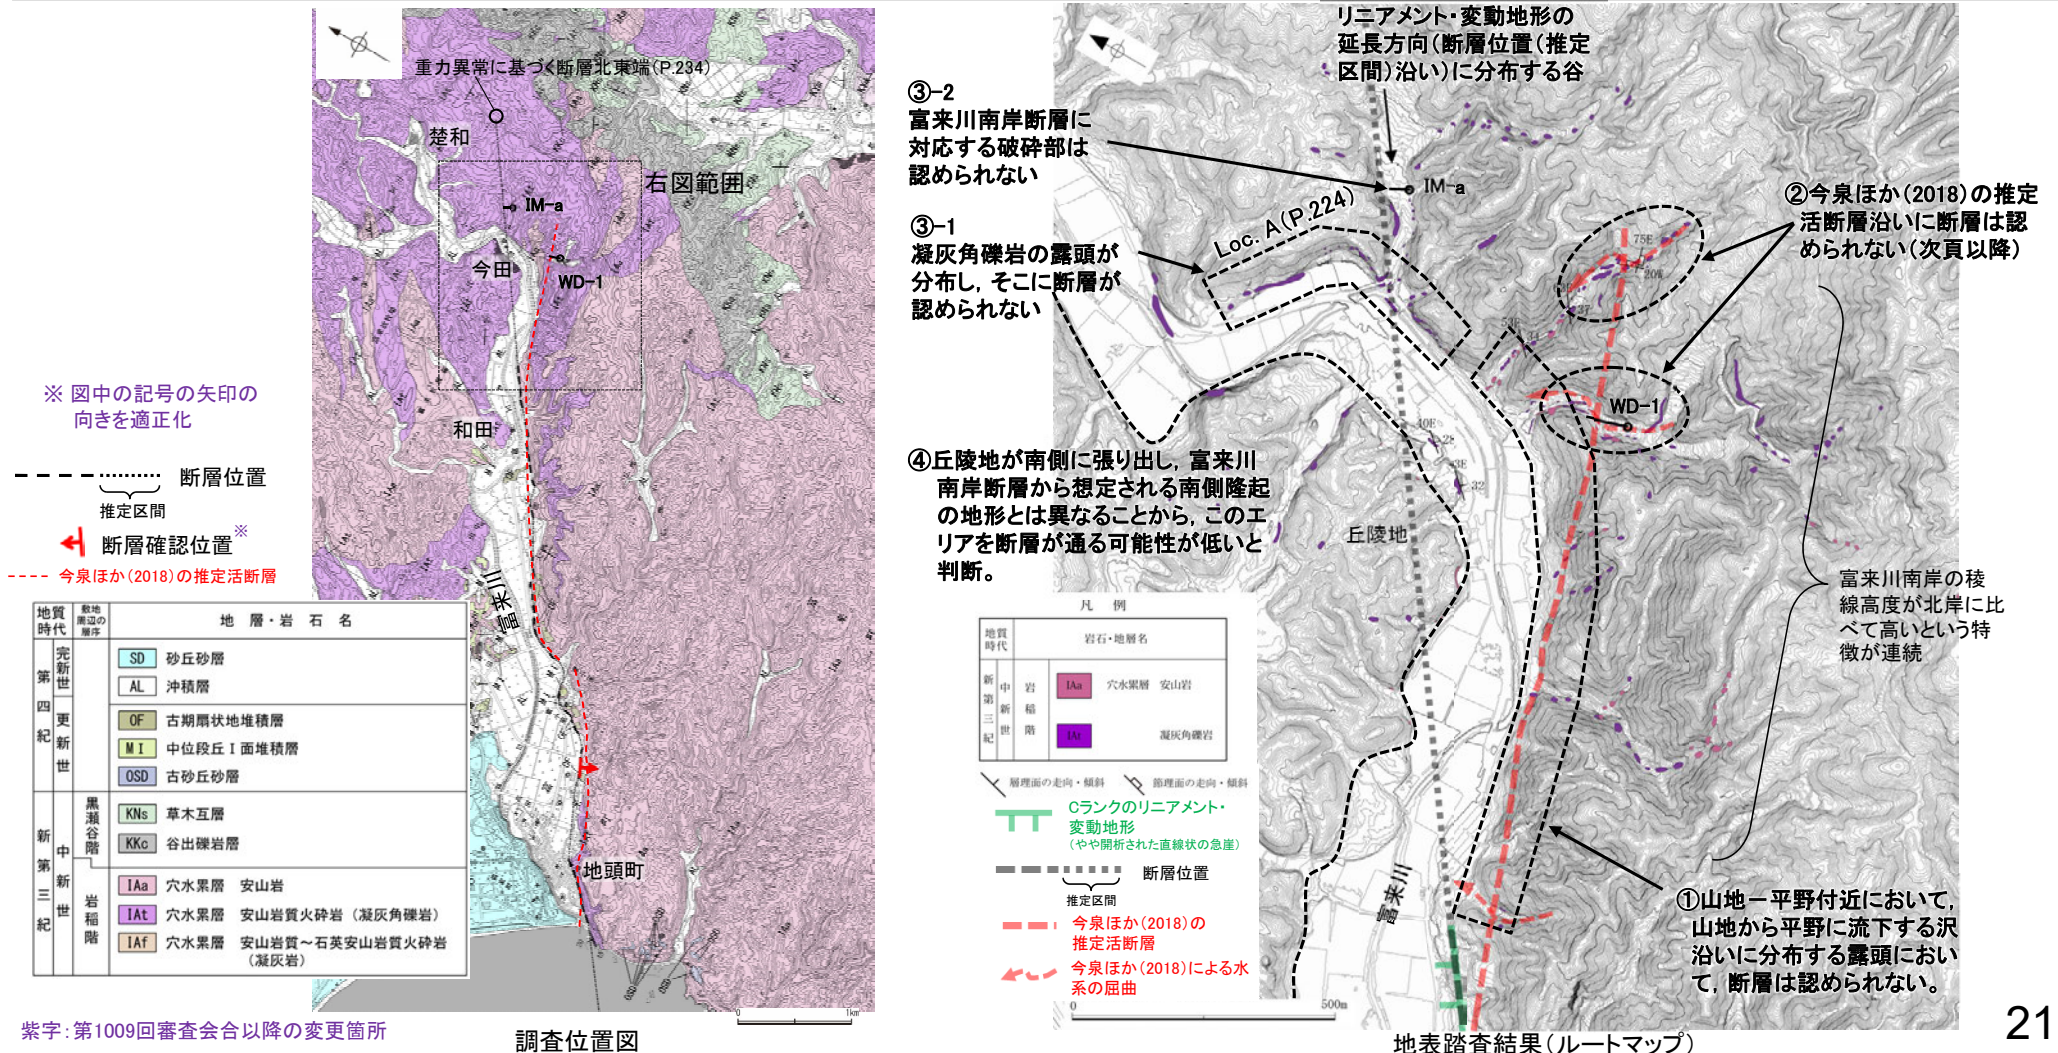 重力異常に基づく断層北東端(P.234)
楚和
右図範囲
IM-a
今田
WD-1
和田
富来川
地頭町
※ 図中の記号の矢印の
向きを適正化
断層位置
推定区間
断層確認位置※
今泉ほか(2018)の推定活断層
地質時代
敷地周辺の層序
地 層・岩 石 名
第四紀
完新世
SD 砂丘砂層
AL 沖積層
更新世
OF 古期扇状地堆積層
MⅠ 中位段丘Ⅰ面堆積層
OSD 古砂丘砂層
新第三紀
中新世
黒瀬谷階
KNs 草木互層
KKc 谷出礫岩層
岩稲階
IAa 穴水累層 安山岩
IAt 穴水累層 安山岩質火砕岩(凝灰角礫岩)
IAf 穴水累層 安山岩質~石英安山岩質火砕岩
(凝灰岩)
紫字:第1009回審査会合以降の変更箇所
0 1km
調査位置図
リニアメント・変動地形の
延長方向(断層位置(推定
区間)沿い)に分布する谷
③-2
富来川南岸断層に
対応する破砕部は
認められない
③-1
凝灰角礫岩の露頭が
分布し, そこに断層が
認められない
Loc. A(P.224)
IM-a
②今泉ほか(2018)の推定
活断層沿いに断層は認
められない(次頁以降)
75E
20W
WD-1
④丘陵地が南側に張り出し, 富来川
南岸断層から想定される南側隆起
の地形とは異なることから, このエ
リアを断層が通る可能性が低いと
判断。
丘陵地
32
富来川南岸の稜
線高度が北岸に比
べて高いという特
徴が連続
凡 例
地質時代
岩石・地層名
新第三紀
中新世
岩稲階
IAa 穴水累層 安山岩
IAt 凝灰角礫岩
層理面の走向・傾斜
節理面の走向・傾斜
Cランクのリニアメント・
変動地形
(やや開析された直線状の急崖)
断層位置
推定区間
今泉ほか(2018)の
推定活断層
今泉ほか(2018)による水
系の屈曲
富来川
①山地-平野付近において,
山地から平野に流下する沢
沿いに分布する露頭におい
て, 断層は認められない。
0 500m
地表踏査結果(ルートマップ)
21